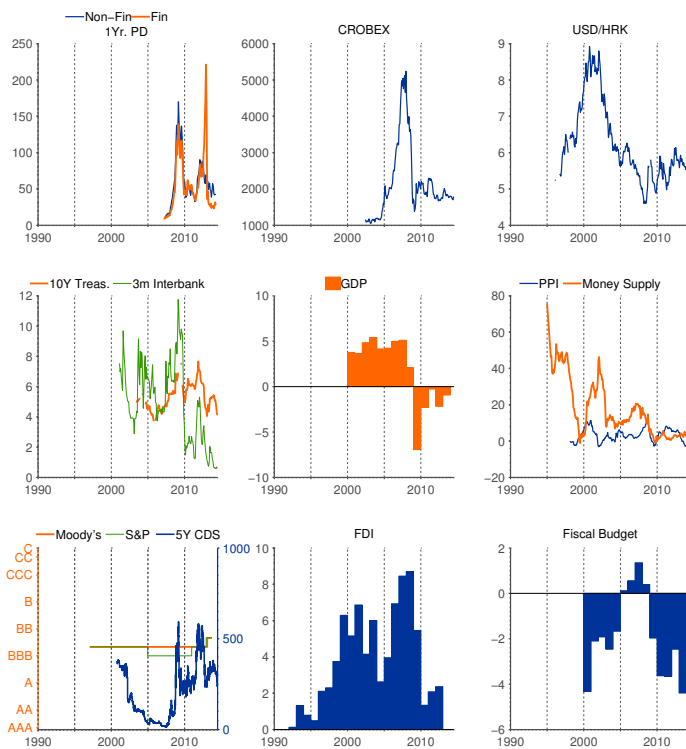 Non-Fin Fin
1Yr. PD
CROBEX
USD/HRK
250
200
150
100
50
0
1990 2000 2010
6000
5000
4000
3000
2000
1000
1990 2000 2010
9
8
7
6
5
4
1990 2000 2010
10Y Treas. 3m Interbank
GDP
PPI Money Supply
12
10
8
6
4
2
0
1990 2000 2010
10
5
0
−5
−10
1990 2000 2010
80
60
40
20
0
−20
1990 2000 2010
Moody's S&P 5Y CDS
FDI
Fiscal Budget
C
CC
CCC
B
BB
BBB
A
AA
AAA
1000
500
0
1990 2000 2010
10
8
6
4
2
0
1990 2000 2010
2
0
−2
−4
−6
1990 2000 2010